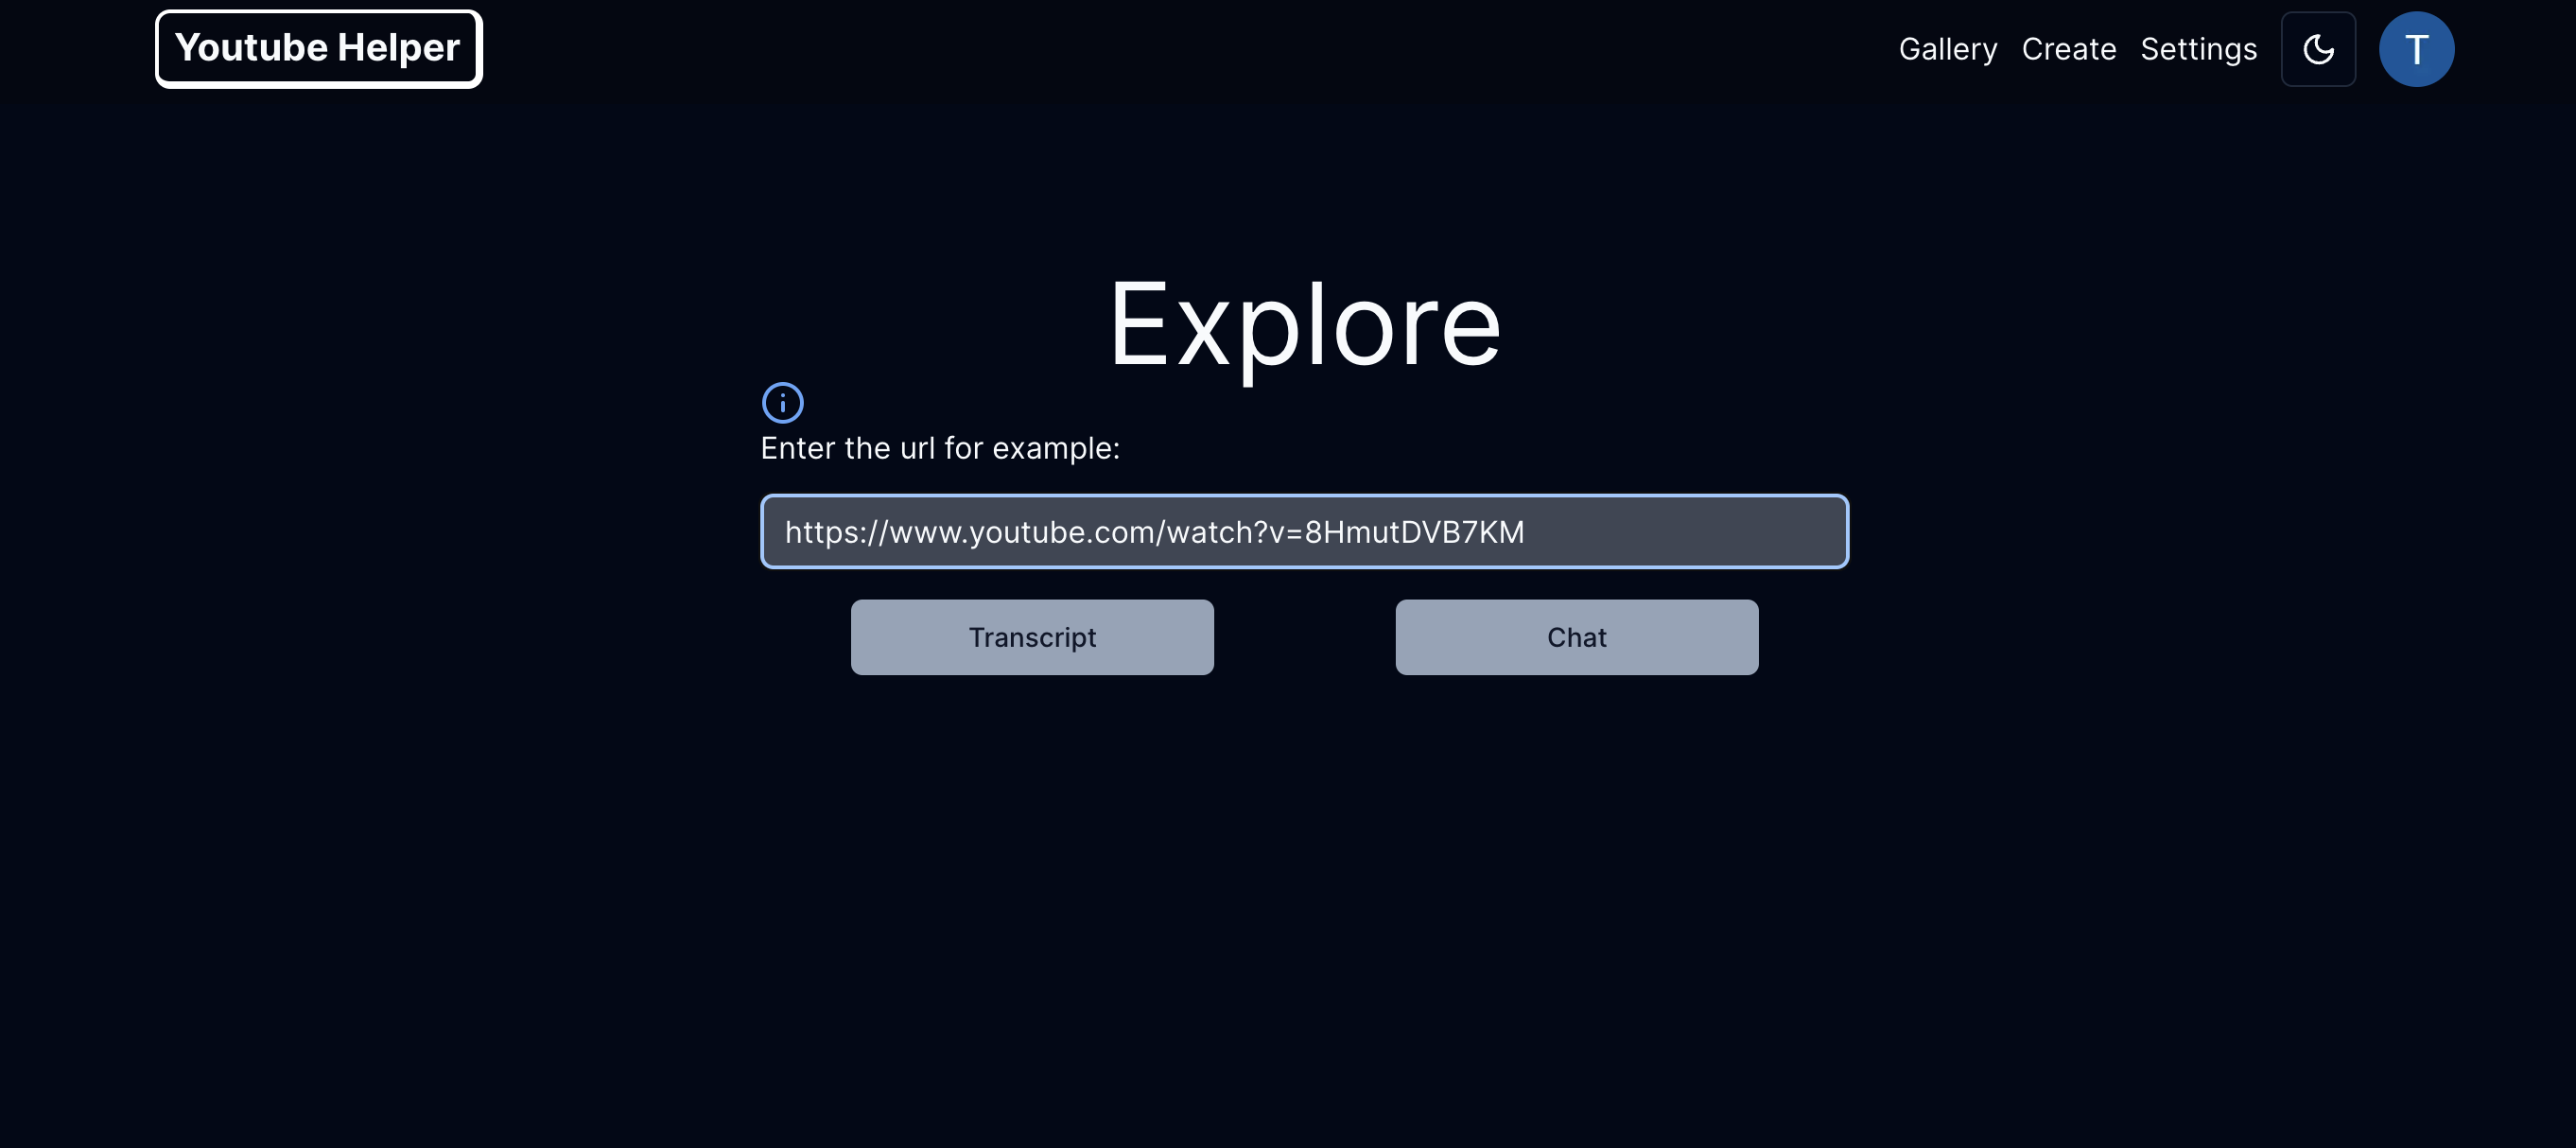 Youtube Helper
Gallery Create Settings
T
Explore
Enter the url for example:
https://www.youtube.com/watch?v=8HmutDVB7KM
Transcript
Chat